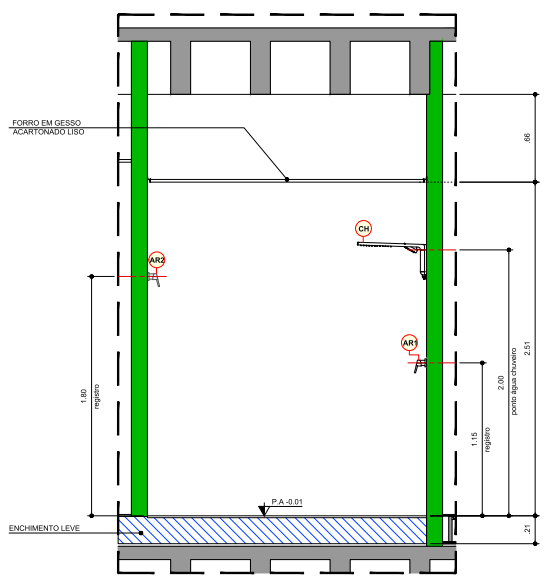 FORRO EM GESSO
ACARTONADO LISO
.66
CH
AR2
AR1
1.80
registro
2.51
2.00
ponto água chuveiro
1.15
registro
P.A -0.01
ENCHIMENTO LEVE
.21